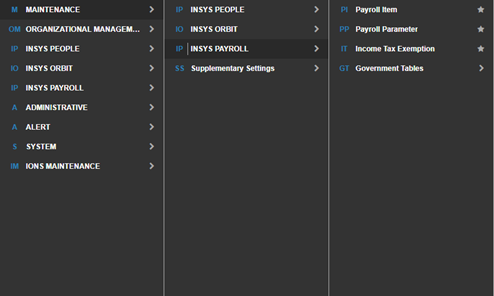 M MAINTENANCE
OM ORGANIZATIONAL MANAGEM...
IP INSYS PEOPLE
IO INSYS ORBIT
IP INSYS PAYROLL
A ADMINISTRATIVE
A ALERT
S SYSTEM
IM IONS MAINTENANCE
IP INSYS PEOPLE
IO INSYS ORBIT
IP INSYS PAYROLL
SS Supplementary Settings
PI Payroll Item
PP Payroll Parameter
IT Income Tax Exemption
GT Government Tables